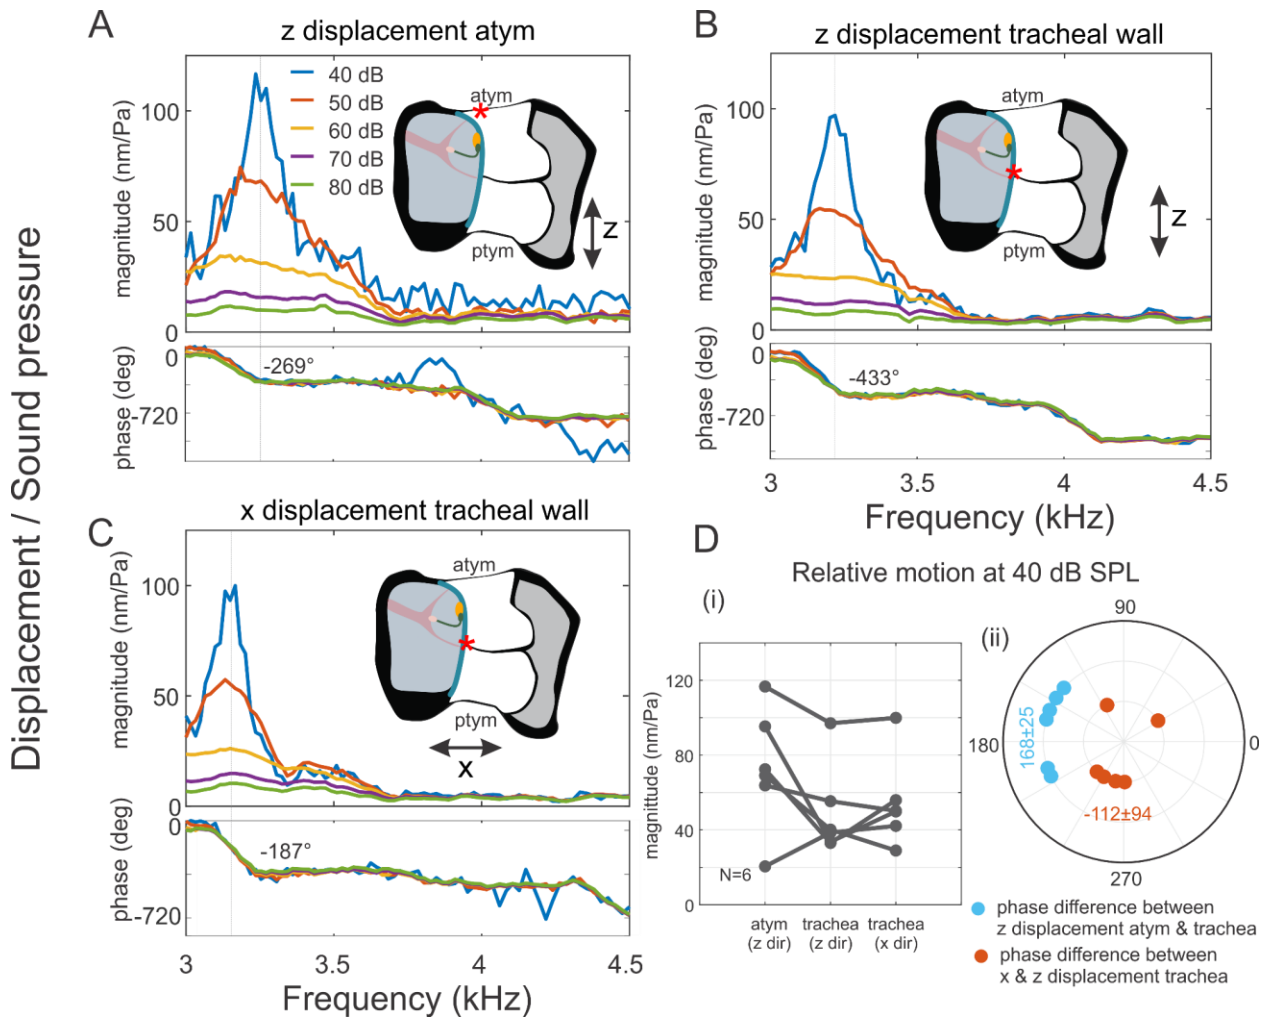 Displacement / Sound pressure
A
z displacement atym
magnitude (nm/Pa)
100
50
0
40 dB
50 dB
60 dB
70 dB
80 dB
atym
ptym
z
phase (deg)
0
-720
-269°
B
z displacement tracheal wall
magnitude (nm/Pa)
100
50
0
atym
ptym
z
phase (deg)
0
-720
-433°
3
3.5
4
4.5
Frequency (kHz)
C
x displacement tracheal wall
magnitude (nm/Pa)
100
50
0
atym
ptym
x
phase (deg)
0
-720
-187°
3
3.5
4
4.5
Frequency (kHz)
D
Relative motion at 40 dB SPL
(i)
magnittude (nm/Pa)
120
80
40
0
N=6
atym
(z dir)
trachea
(z dir)
trachea
(x dir)
(ii)
90
180
0
270
168±25
-112±94
phase difference between
z displacement atym & trachea
phase difference between
x & z displacement trachea